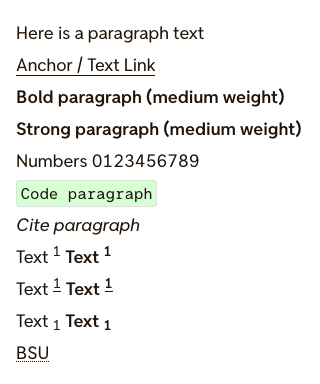 Here is a paragraph text
Anchor / Text Link
Bold paragraph (medium weight)
Strong paragraph (medium weight)
Numbers 0123456789
Code paragraph
Cite paragraph
Text ¹ Text ¹
Text ¹ Text ¹
Text ₁ Text ₁
BSU